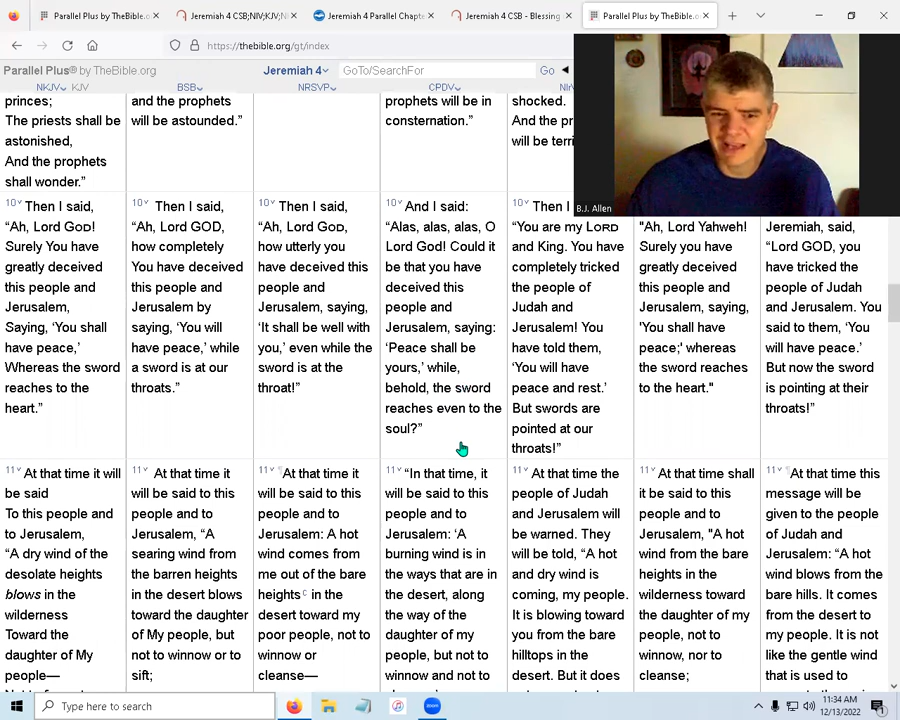 Parallel Plus by TheBible.o
Jeremiah 4 CSB;NIV;KJV;N
Jeremiah 4 Parallel Chapte
Jeremiah 4 CSB - Blessing
Parallel Plus by TheBible.o
https://thebible.org/gt/index
Parallel Plus® by TheBible.org
Jeremiah 4
GoTo/SearchFor
Go
NKJV KJV
BSB
NRSVP
CPDV
princes;
The priests shall be
astonished,
And the prophets
shall wonder.”
and the prophets
will be astounded.”
prophets will be in
consternation.”
shocked.
And the pr
will be terri
B.J. Allen
10 Then I said,
“Ah, Lord GOD!
Surely You have
greatly deceived
this people and
Jerusalem,
Saying, ‘You shall
have peace,’
Whereas the sword
reaches to the
heart.”
10 Then I said,
“Ah, Lord GOD,
how completely
You have deceived
this people and
Jerusalem by
saying, ‘You will
have peace,’ while
a sword is at our
throats.”
10 Then I said,
“Ah, Lord GOD,
how utterly you
have deceived this
people and
Jerusalem, saying,
‘It shall be well with
you,’ even while the
sword is at the
throat!”
10 And I said:
“Alas, alas, alas, O
Lord God! Could it
be that you have
deceived this
people and
Jerusalem, saying:
‘Peace shall be
yours,’ while,
behold, the sword
reaches even to the
soul?”
10 Then I
“You are my LORD
and King. You have
completely tricked
the people of
Judah and
Jerusalem! You
have told them,
‘You will have
peace and rest.’
But swords are
pointed at our
throats!”
"Ah, Lord Yahweh!
Surely you have
greatly deceived
this people and
Jerusalem, saying,
'You shall have
peace;' whereas
the sword reaches
to the heart."
Jeremiah, said,
“Lord GOD, you
have tricked the
people of Judah
and Jerusalem. You
said to them, ‘You
will have peace.’
But now the sword
is pointing at their
throats!”
11 At that time it will
be said
To this people and
to Jerusalem,
“A dry wind of the
desolate heights
blows in the
wilderness
Toward the
daughter of My
people—
11 At that time it
will be said to this
people and to
Jerusalem, “A
searing wind from
the barren heights
in the desert blows
toward the daughter
of My people, but
not to winnow or to
sift;
11 At that time it
will be said to this
people and to
Jerusalem: A hot
wind comes from
me out of the bare
heights c in the
desert toward my
poor people, not to
winnow or
cleanse—
11 “In that time, it
will be said to this
people and to
Jerusalem: ‘A
burning wind is in
the ways that are in
the desert, along
the way of the
daughter of my
people, but not to
winnow and not to
11 At that time the
people of Judah
and Jerusalem will
be warned. They
will be told, “A hot
and dry wind is
coming, my people.
It is blowing toward
you from the bare
hilltops in the
desert. But it does
11 At that time shall
it be said to this
people and to
Jerusalem, "A hot
wind from the bare
heights in the
wilderness toward
the daughter of my
people, not to
winnow, nor to
cleanse;
11 At that time this
message will be
given to the people
of Judah and
Jerusalem: “A hot
wind blows from the
bare hills. It comes
from the desert to
my people. It is not
like the gentle wind
that is used to
Type here to search
11:34 AM
12/13/2022